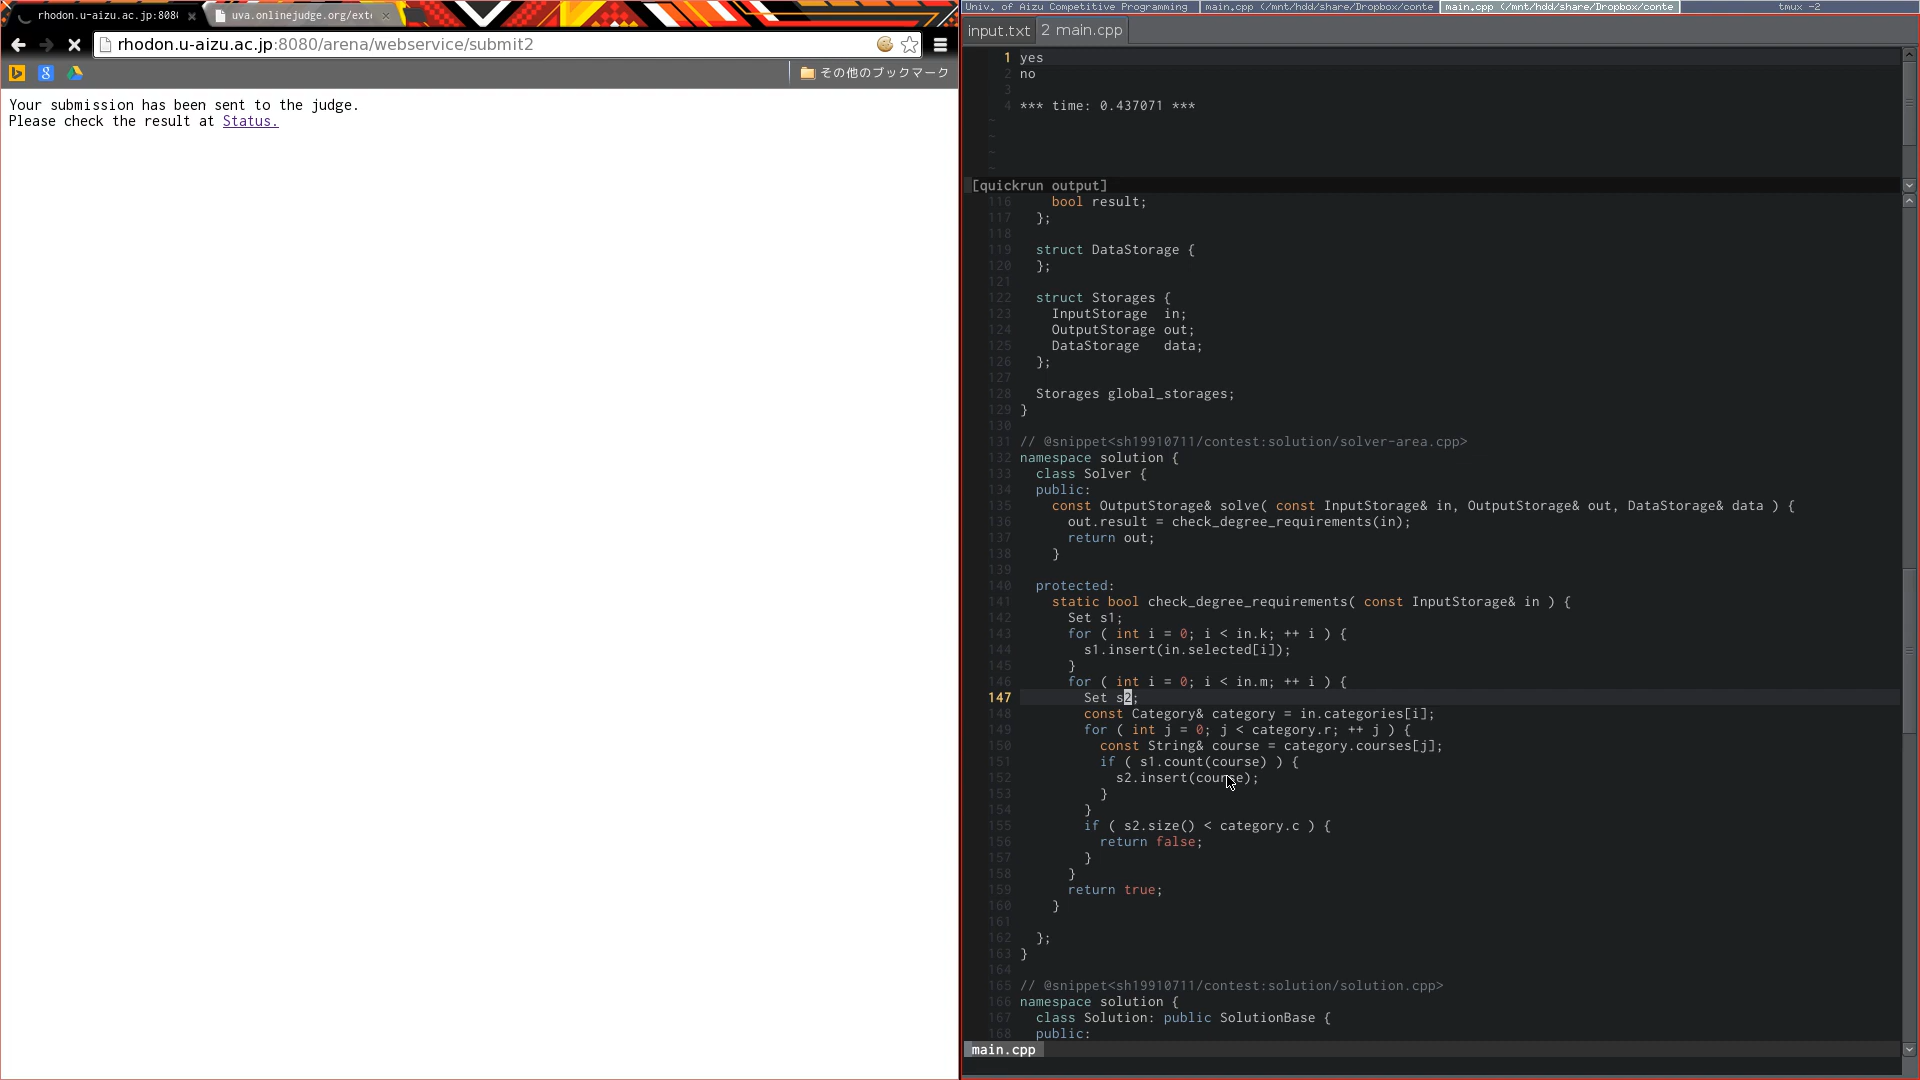 rhodon.u-aizu.ac.jp:808
uva.onlinejudge.org/ext
rhodon.u-aizu.ac.jp:8080/arena/webservice/submit2
その他のブックマーク
Your submission has been sent to the judge.
Please check the result at Status.
Univ. of Aizu Competitive Programming
main.cpp (/mnt/hdd/share/Dropbox/conte
main.cpp (/mnt/hdd/share/Dropbox/conte
tmux -2
input.txt
2 main.cpp
1 yes
2 no
3
4 *** time: 0.437071 ***
~
~
~
~
[quickrun output]
116 bool result;
117 };
118
119 struct DataStorage {
120 };
121
122 struct Storages {
123 InputStorage in;
124 OutputStorage out;
125 DataStorage data;
126 };
127
128 Storages global_storages;
129 }
130
131 // @snippet<sh19910711/contest:solution/solver-area.cpp>
132 namespace solution {
133 class Solver {
134 public:
135 const OutputStorage& solve( const InputStorage& in, OutputStorage& out, DataStorage& data ) {
136 out.result = check_degree_requirements(in);
137 return out;
138 }
139
140 protected:
141 static bool check_degree_requirements( const InputStorage& in ) {
142 Set s1;
143 for ( int i = 0; i < in.k; ++ i ) {
144 s1.insert(in.selected[i]);
145 }
146 for ( int i = 0; i < in.m; ++ i ) {
147 Set s2;
148 const Category& category = in.categories[i];
149 for ( int j = 0; j < category.r; ++ j ) {
150 const String& course = category.courses[j];
151 if ( s1.count(course) ) {
152 s2.insert(course);
153 }
154 }
155 if ( s2.size() < category.c ) {
156 return false;
157 }
158 }
159 return true;
160 }
161
162 };
163 }
164
165 // @snippet<sh19910711/contest:solution/solution.cpp>
166 namespace solution {
167 class Solution: public SolutionBase {
168 public:
main.cpp